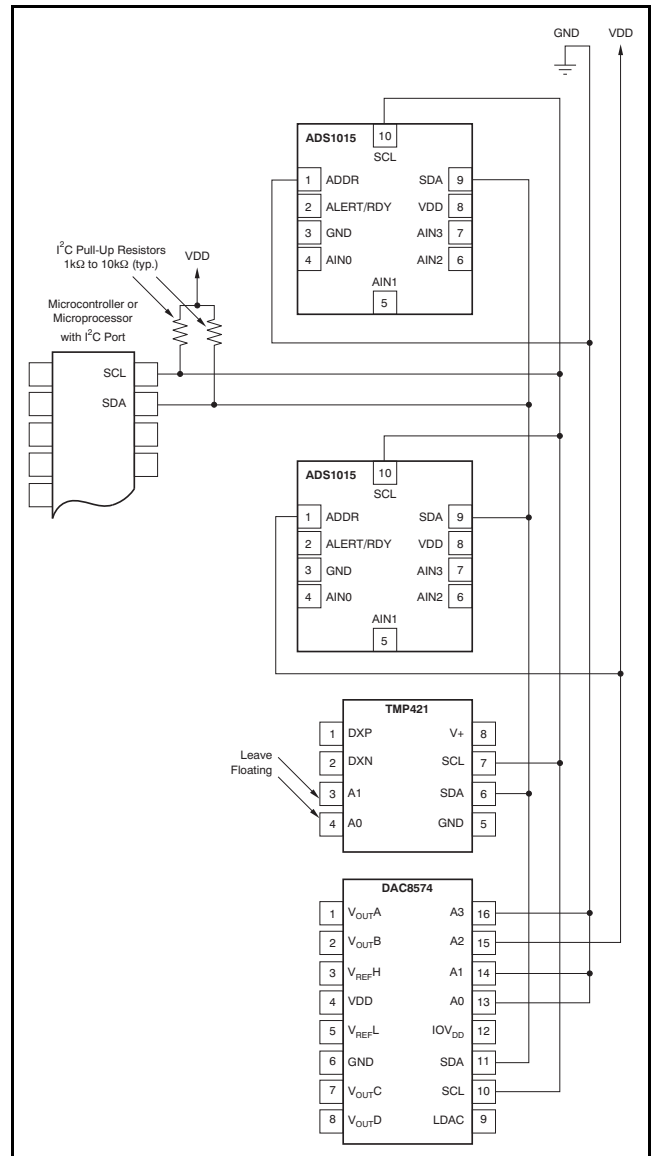 GND VDD
ADS1015
10
SCL
1 ADDR SDA 9
2 ALERT/RDY VDD 8
3 GND AIN3 7
4 AIN0 AIN2 6
AIN1
5
I²C Pull-Up Resistors
1kΩ to 10kΩ (typ.)
VDD
Microcontroller or
Microprocessor
with I²C Port
SCL
SDA
ADS1015
10
SCL
1 ADDR SDA 9
2 ALERT/RDY VDD 8
3 GND AIN3 7
4 AIN0 AIN2 6
AIN1
5
TMP421
1 DXP V+ 8
2 DXN SCL 7
3 A1 SDA 6
4 A0 GND 5
Leave
Floating
DAC8574
1 VOUTA A3 16
2 VOUTB A2 15
3 VREFH A1 14
4 VDD A0 13
5 VREFL IOVDD 12
6 GND SDA 11
7 VOUTC SCL 10
8 VOUTD LDAC 9